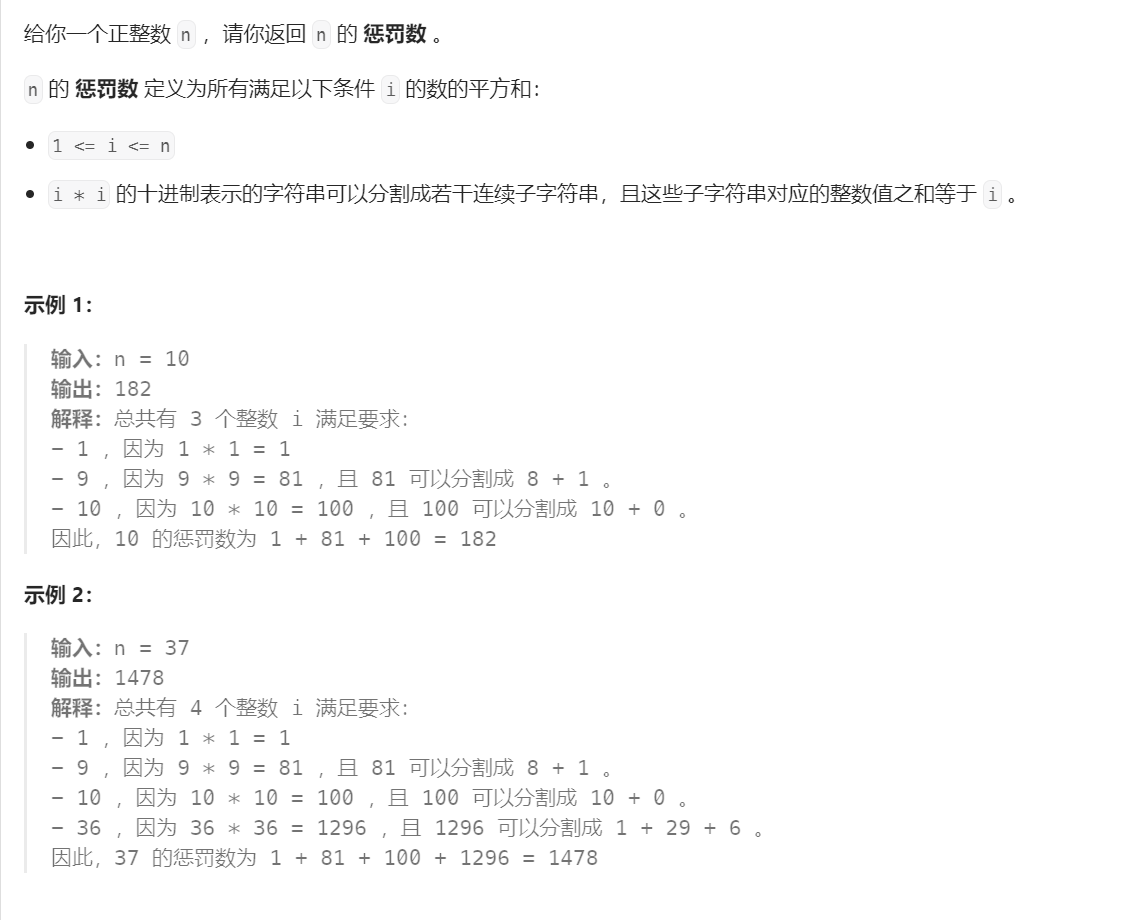 给你一个正整数 n ，请你返回 n 的 惩罚数 。
n 的 惩罚数 定义为所有满足以下条件 i 的数的平方和：
• 1 <= i <= n
• i * i 的十进制表示的字符串可以分割成若干连续子字符串，且这些子字符串对应的整数值之和等于 i 。
示例 1：
输入：n = 10
输出：182
解释：总共有 3 个整数 i 满足要求：
- 1 ，因为 1 * 1 = 1
- 9 ，因为 9 * 9 = 81 ，且 81 可以分割成 8 + 1 。
- 10 ，因为 10 * 10 = 100 ，且 100 可以分割成 10 + 0 。
因此，10 的惩罚数为 1 + 81 + 100 = 182
示例 2：
输入：n = 37
输出：1478
解释：总共有 4 个整数 i 满足要求：
- 1 ，因为 1 * 1 = 1
- 9 ，因为 9 * 9 = 81 ，且 81 可以分割成 8 + 1 。
- 10 ，因为 10 * 10 = 100 ，且 100 可以分割成 10 + 0 。
- 36 ，因为 36 * 36 = 1296 ，且 1296 可以分割成 1 + 29 + 6 。
因此，37 的惩罚数为 1 + 81 + 100 + 1296 = 1478